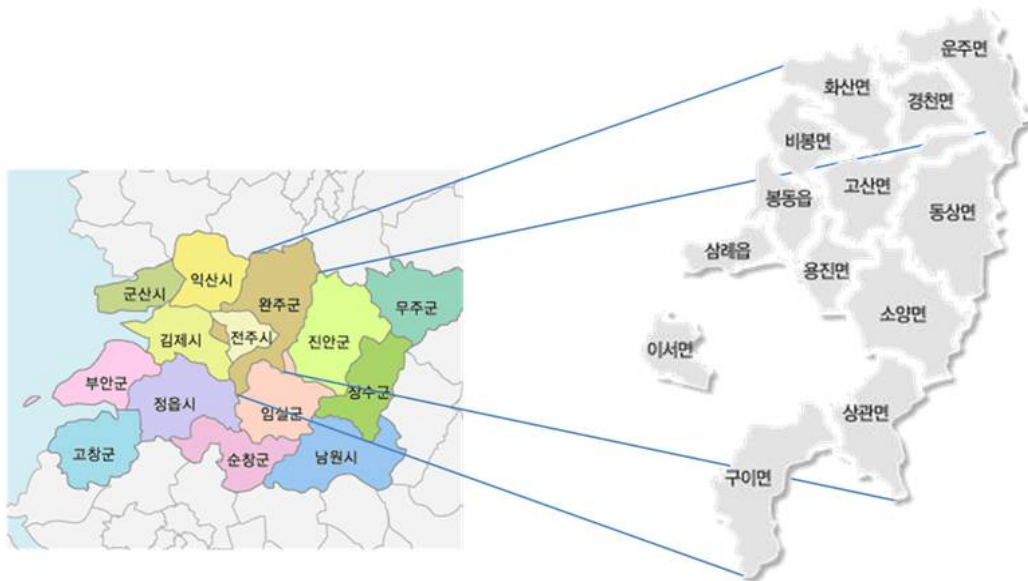 익산시
군산시
완주군
무주군
김제시
전주시
진안군
부안군
정읍시
장수군
임실군
고창군
순창군
남원시
운주면
화산면
경천면
비봉면
고산면
봉동읍
동상면
삼례읍
용진면
소양면
이서면
상관면
구이면